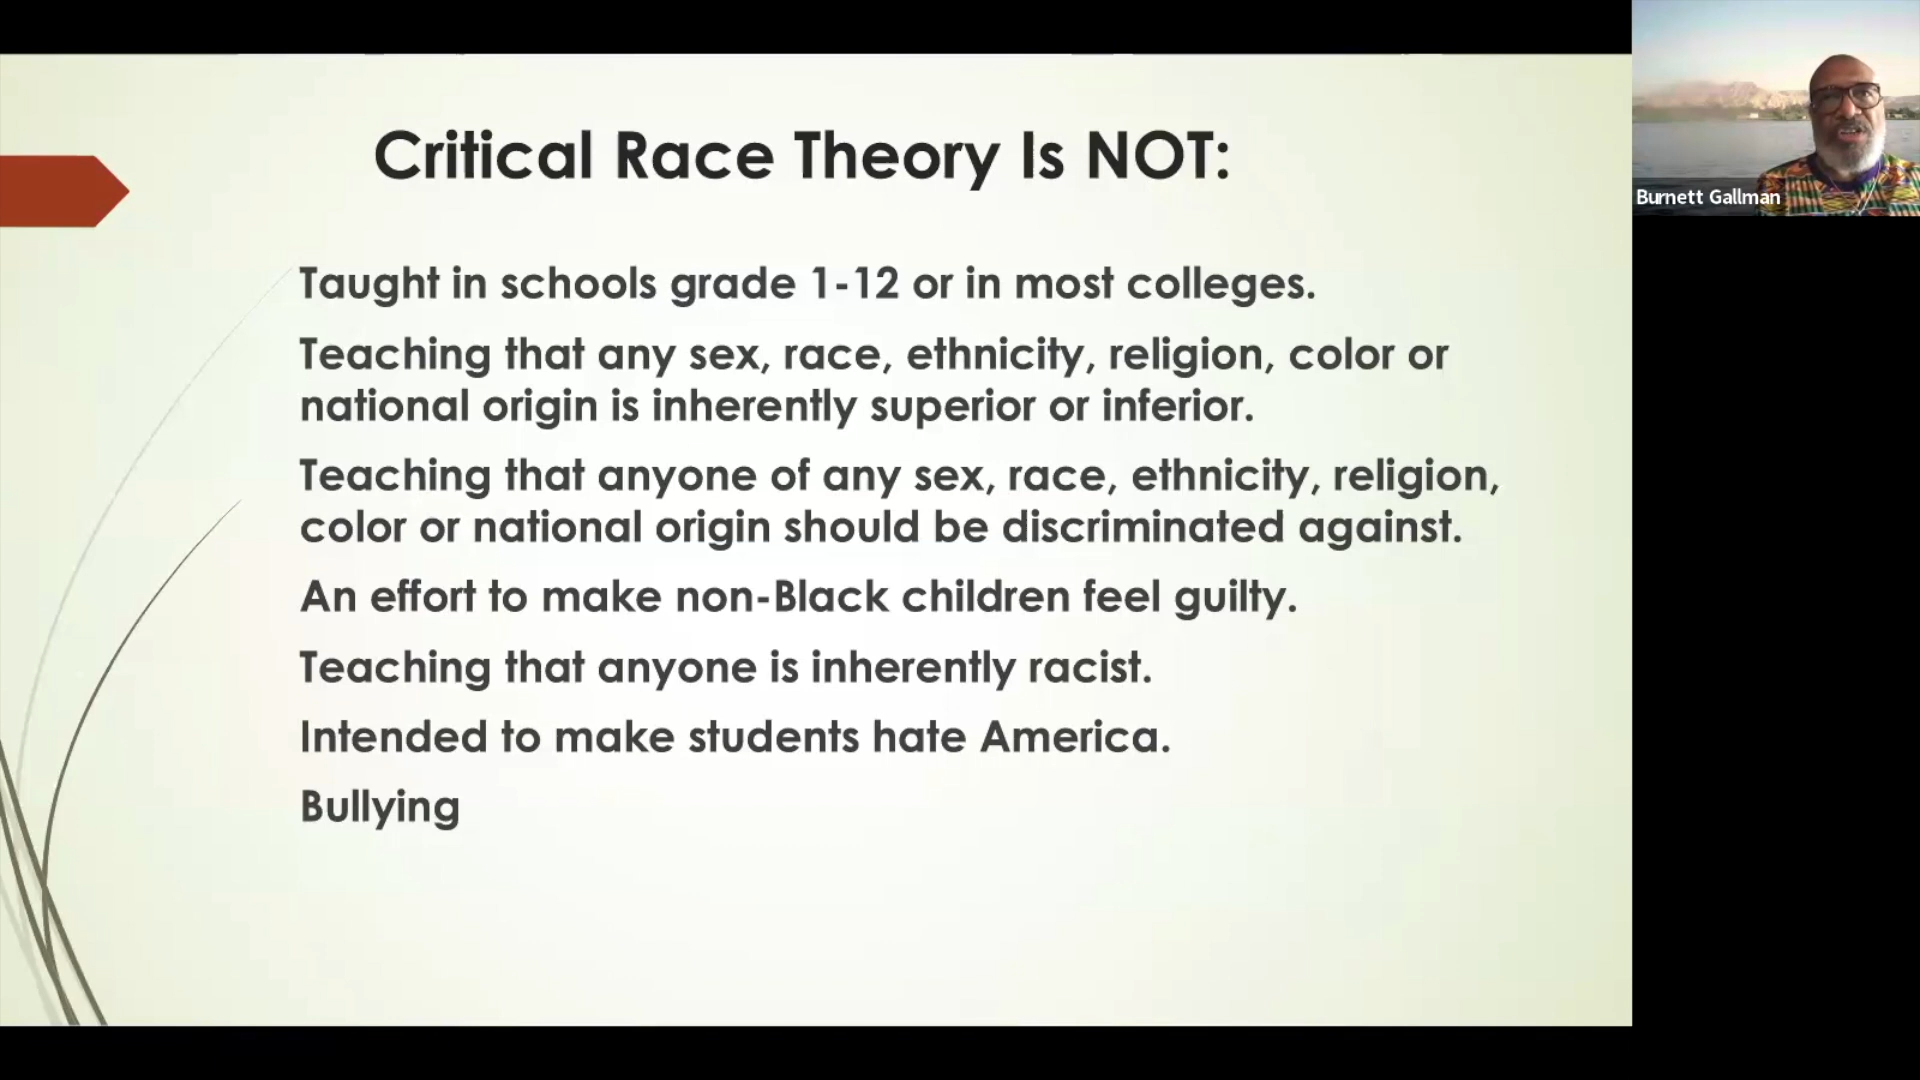 Critical Race Theory Is NOT:
Taught in schools grade 1-12 or in most colleges.
Teaching that any sex, race, ethnicity, religion, color or
national origin is inherently superior or inferior.
Teaching that anyone of any sex, race, ethnicity, religion,
color or national origin should be discriminated against.
An effort to make non-Black children feel guilty.
Teaching that anyone is inherently racist.
Intended to make students hate America.
Bullying
Burnett Gallman